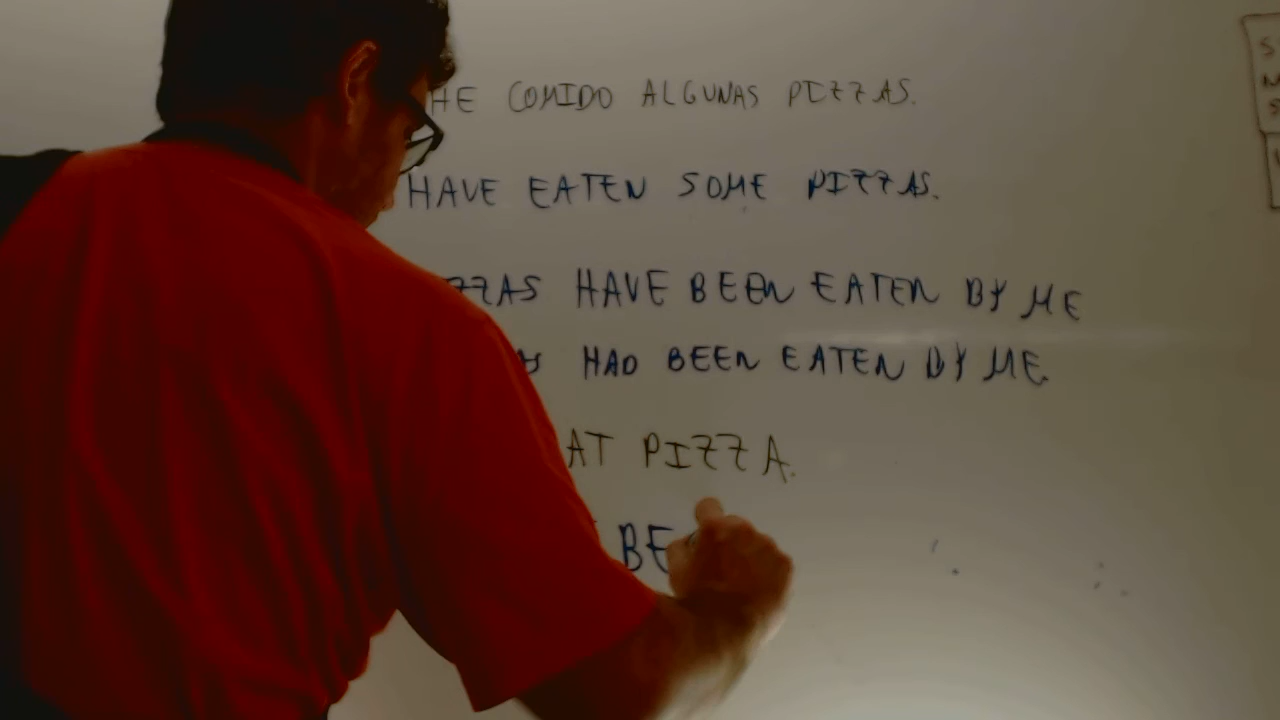 HE COMIDO ALGUNAS PIZZAS.
HAVE EATEN SOME PIZZAS.
ZZAS HAVE BEEN EATEN BY ME
HAD BEEN EATEN BY ME.
AT PIZZA.
BE